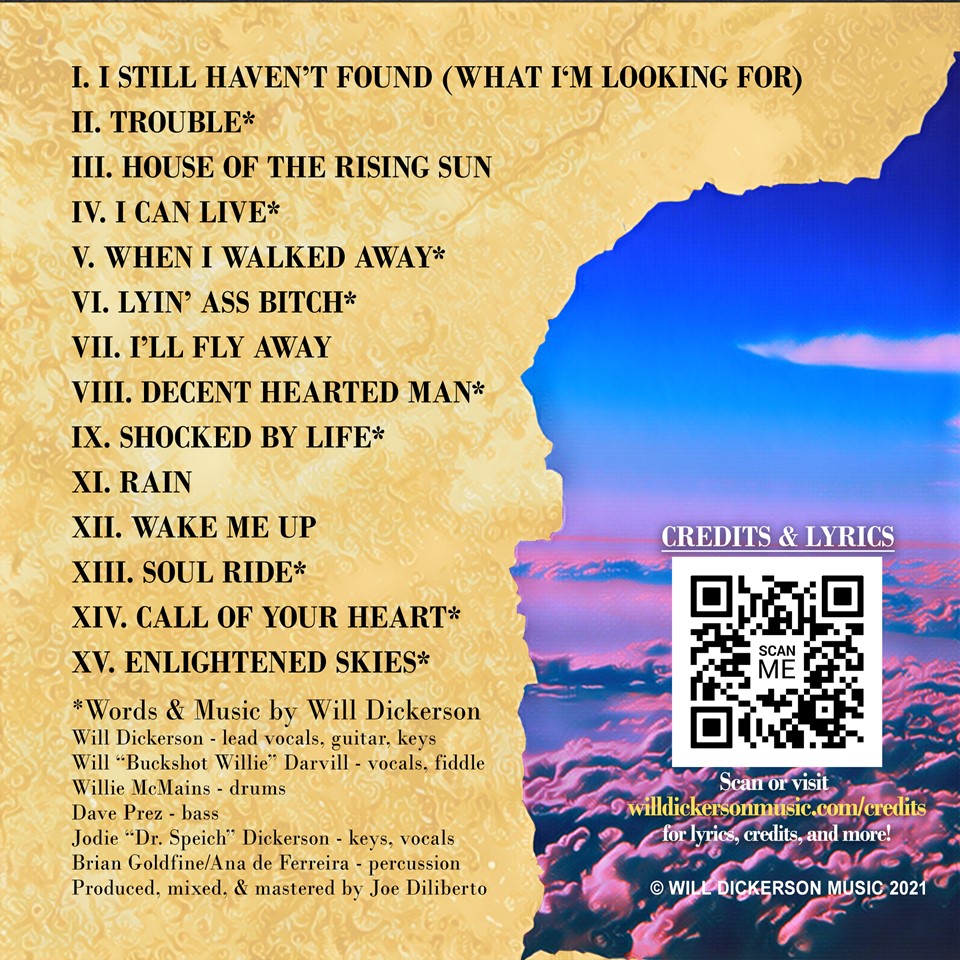 I. I STILL HAVEN’T FOUND (WHAT I‘M LOOKING FOR)
II. TROUBLE*
III. HOUSE OF THE RISING SUN
IV. I CAN LIVE*
V. WHEN I WALKED AWAY*
VI. LYIN’ ASS BITCH*
VII. I’LL FLY AWAY
VIII. DECENT HEARTED MAN*
IX. SHOCKED BY LIFE*
XI. RAIN
XII. WAKE ME UP
XIII. SOUL RIDE*
XIV. CALL OF YOUR HEART*
XV. ENLIGHTENED SKIES*
*Words & Music by Will Dickerson
Will Dickerson - lead vocals, guitar, keys
Will “Buckshot Willie” Darvill - vocals, fiddle
Willie McMains - drums
Dave Prez - bass
Jodie “Dr. Speich” Dickerson - keys, vocals
Brian Goldfine/Ana de Ferreira - percussion
Produced, mixed, & mastered by Joe Diliberto
CREDITS & LYRICS
SCAN
ME
Scan or visit
willdickersonmusic.com/credits
for lyrics, credits, and more!
© WILL DICKERSON MUSIC 2021